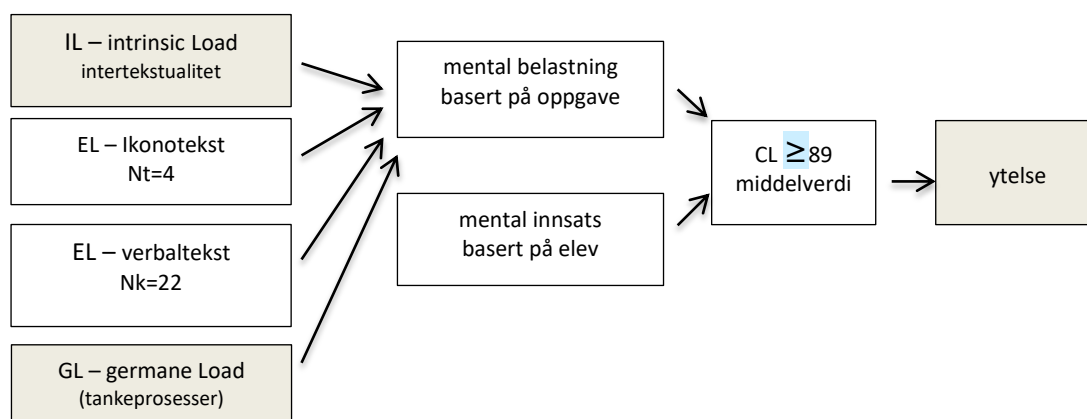 IL – intrinsic Load
intertekstualitet
EL – Ikonotekst
Nt=4
EL – verbaltekst
Nk=22
GL – germane Load
(tankeprosesser)
mental belastning
basert på oppgave
mental innsats
basert på elev
CL ≥89
middelverdi
ytelse